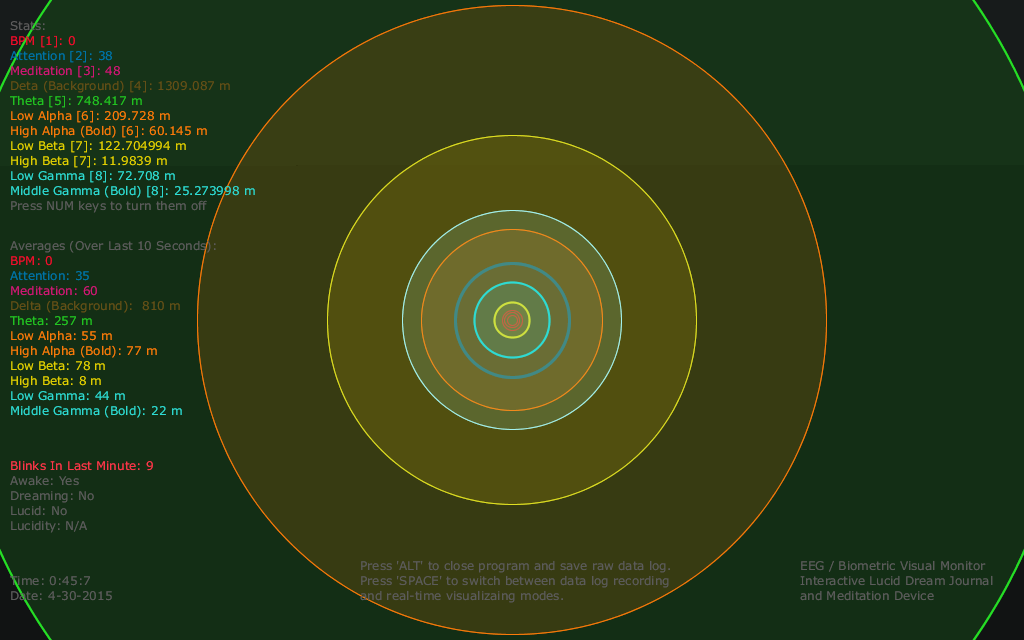 Stats:
BPM [1]: 0
Attention [2]: 38
Meditation [3]: 48
Deta (Background) [4]: 1309.087 m
Theta [5]: 748.417 m
Low Alpha [6]: 209.728 m
High Alpha (Bold) [6]: 60.145 m
Low Beta [7]: 122.704994 m
High Beta [7]: 11.9839 m
Low Gamma [8]: 72.708 m
Middle Gamma (Bold) [8]: 25.273998 m
Press NUM keys to turn them off
Averages (Over Last 10 Seconds):
BPM: 0
Attention: 35
Meditation: 60
Delta (Background):  810 m
Theta: 257 m
Low Alpha: 55 m
High Alpha (Bold): 77 m
Low Beta: 78 m
High Beta: 8 m
Low Gamma: 44 m
Middle Gamma (Bold): 22 m
Blinks In Last Minute: 9
Awake: Yes
Dreaming: No
Lucid: No
Lucidity: N/A
Time: 0:45:7
Date: 4-30-2015
Press 'ALT' to close program and save raw data log.
Press 'SPACE' to switch between data log recording
and real-time visualizaing modes.
EEG / Biometric Visual Monitor
Interactive Lucid Dream Journal
and Meditation Device